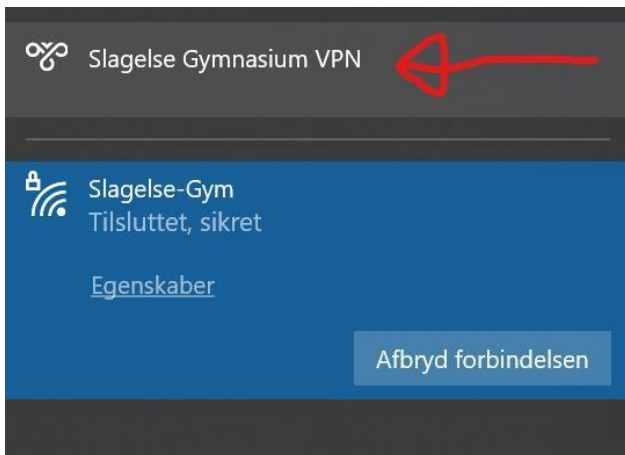 Slagelse Gymnasium VPN
Slagelse-Gym
Tilsluttet, sikret
Egenskaber
Afbryd forbindelsen